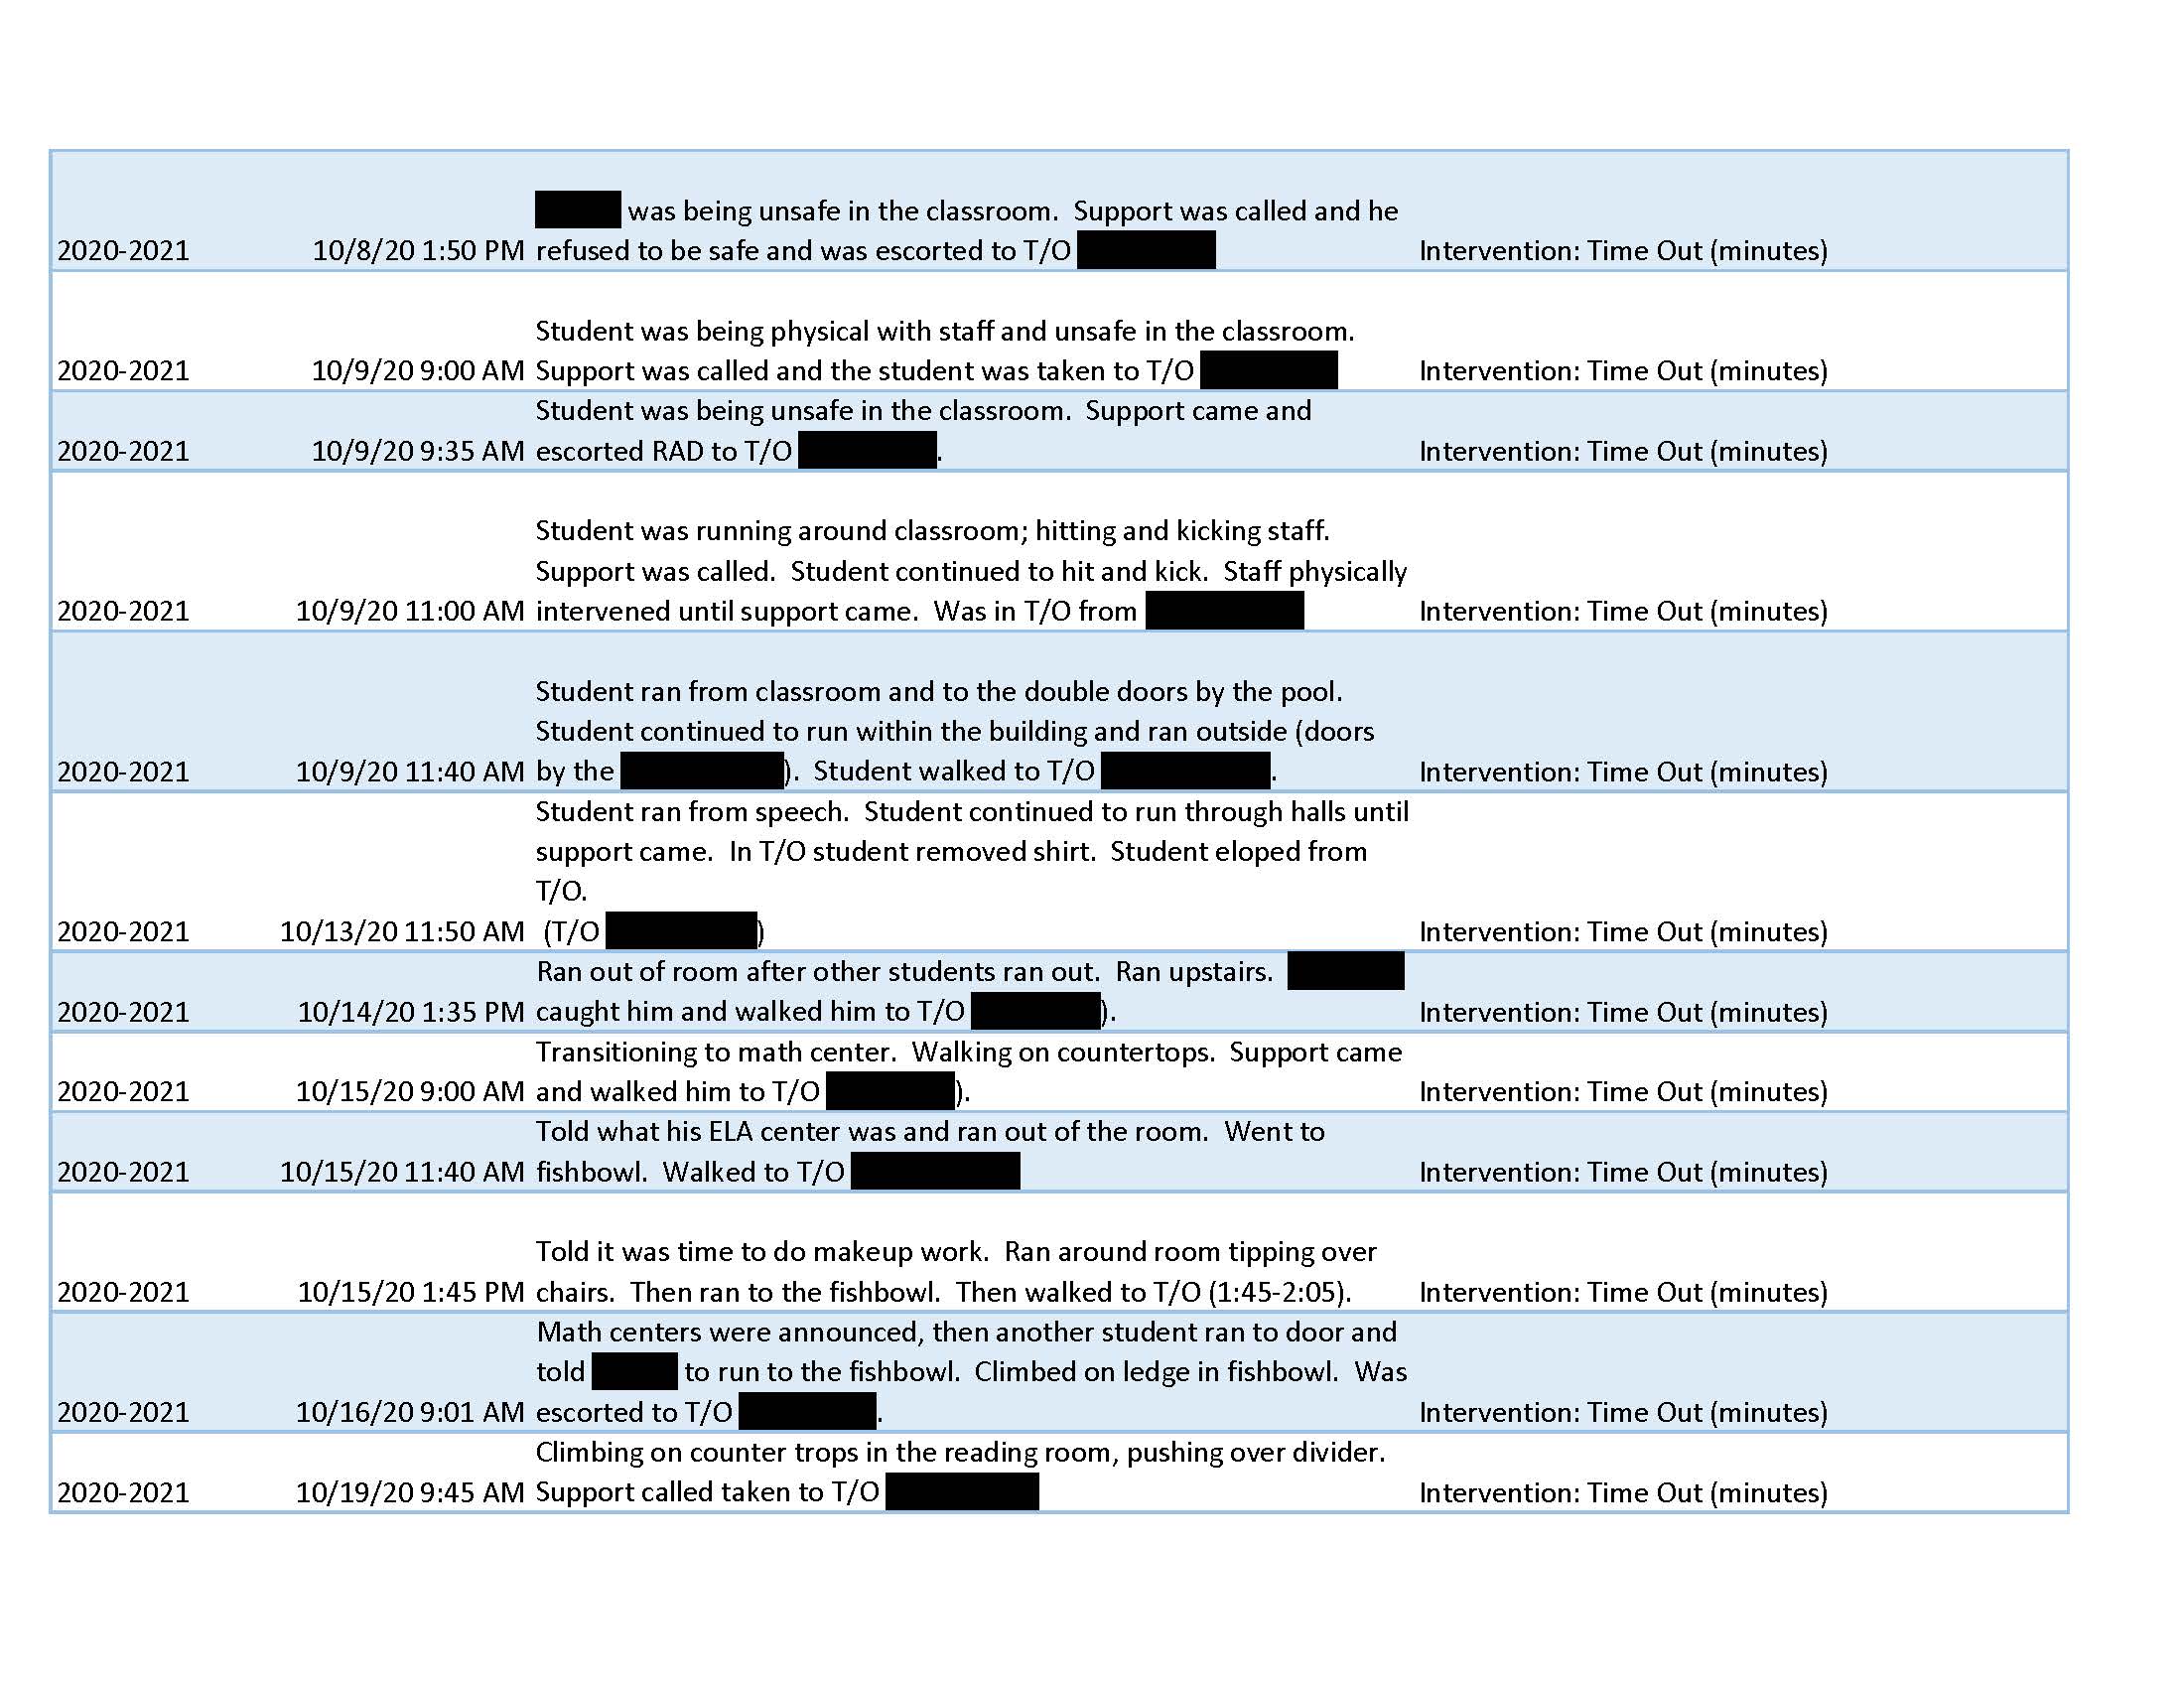 █████ was being unsafe in the classroom.  Support was called and he
2020-2021 10/8/20 1:50 PM refused to be safe and was escorted to T/O Intervention: Time Out (minutes)
Student was being physical with staff and unsafe in the classroom.
2020-2021 10/9/20 9:00 AM Support was called and the student was taken to T/O Intervention: Time Out (minutes)
Student was being unsafe in the classroom. Support came and
2020-2021 10/9/20 9:35 AM escorted RAD to T/O . Intervention: Time Out (minutes)
Student was running around classroom; hitting and kicking staff.
Support was called. Student continued to hit and kick. Staff physically
2020-2021 10/9/20 11:00 AM intervened until support came. Was in T/O from Intervention: Time Out (minutes)
Student ran from classroom and to the double doors by the pool.
Student continued to run within the building and ran outside (doors
2020-2021 10/9/20 11:40 AM by the ). Student walked to T/O . Intervention: Time Out (minutes)
Student ran from speech. Student continued to run through halls until
support came. In T/O student removed shirt. Student eloped from
T/O.
2020-2021 10/13/20 11:50 AM (T/O ) Intervention: Time Out (minutes)
Ran out of room after other students ran out. Ran upstairs.
2020-2021 10/14/20 1:35 PM caught him and walked him to T/O ). Intervention: Time Out (minutes)
Transitioning to math center. Walking on countertops. Support came
2020-2021 10/15/20 9:00 AM and walked him to T/O ). Intervention: Time Out (minutes)
Told what his ELA center was and ran out of the room. Went to
2020-2021 10/15/20 11:40 AM fishbowl. Walked to T/O Intervention: Time Out (minutes)
Told it was time to do makeup work. Ran around room tipping over
2020-2021 10/15/20 1:45 PM chairs. Then ran to the fishbowl. Then walked to T/O (1:45-2:05). Intervention: Time Out (minutes)
Math centers were announced, then another student ran to door and
told to run to the fishbowl. Climbed on ledge in fishbowl. Was
2020-2021 10/16/20 9:01 AM escorted to T/O . Intervention: Time Out (minutes)
Climbing on counter trops in the reading room, pushing over divider.
2020-2021 10/19/20 9:45 AM Support called taken to T/O Intervention: Time Out (minutes)